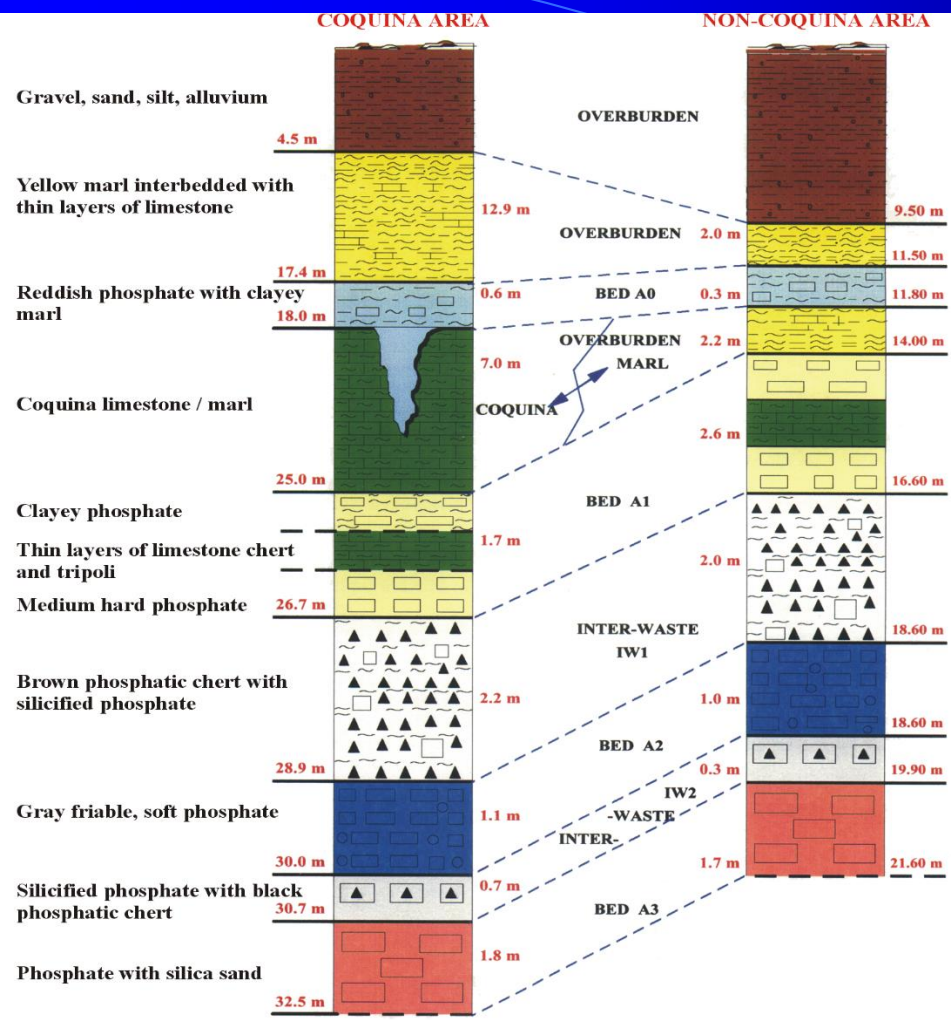 COQUINA AREA
NON-COQUINA AREA
Gravel, sand, silt, alluvium
4.5 m
OVERBURDEN
9.50 m
Yellow marl interbedded with
thin layers of limestone
12.9 m
17.4 m
OVERBURDEN
2.0 m
11.50 m
Reddish phosphate with clayey
marl
18.0 m
0.6 m
BED A0
0.3 m
11.80 m
OVERBURDEN
MARL
2.2 m
14.00 m
7.0 m
Coquina limestone / marl
COQUINA
25.0 m
2.6 m
16.60 m
Clayey phosphate
BED A1
Thin layers of limestone chert
and tripoli
1.7 m
Medium hard phosphate
26.7 m
2.0 m
18.60 m
INTER-WASTE
IW1
Brown phosphatic chert with
silicified phosphate
2.2 m
28.9 m
1.0 m
18.60 m
BED A2
Gray friable, soft phosphate
1.1 m
30.0 m
0.3 m
19.90 m
IW2
-WASTE
INTER-
Silicified phosphate with black
phosphatic chert
0.7 m
30.7 m
1.7 m
21.60 m
BED A3
Phosphate with silica sand
1.8 m
32.5 m